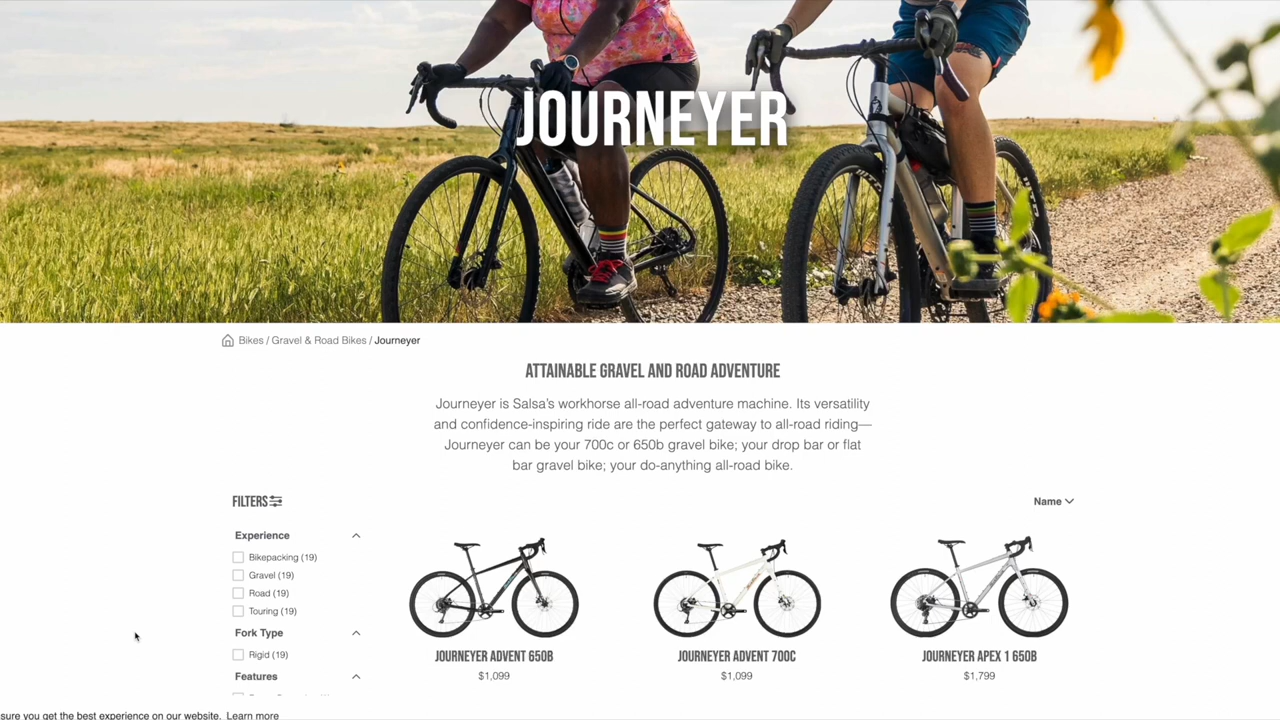 JOURNEYER
Bikes / Gravel & Road Bikes / Journeyer
ATTAINABLE GRAVEL AND ROAD ADVENTURE
Journeyer is Salsa's workhorse all-road adventure machine. Its versatility
and confidence-inspiring ride are the perfect gateway to all-road riding—
Journeyer can be your 700c or 650b gravel bike; your drop bar or flat
bar gravel bike; your do-anything all-road bike.
FILTERS
Name
Experience
Bikepacking (19)
Gravel (19)
Road (19)
Touring (19)
Fork Type
Rigid (19)
Features
JOURNEYER ADVENT 650B
$1,099
JOURNEYER ADVENT 700C
$1,099
JOURNEYER APEX 1 650B
$1,799
sure you get the best experience on our website. Learn more